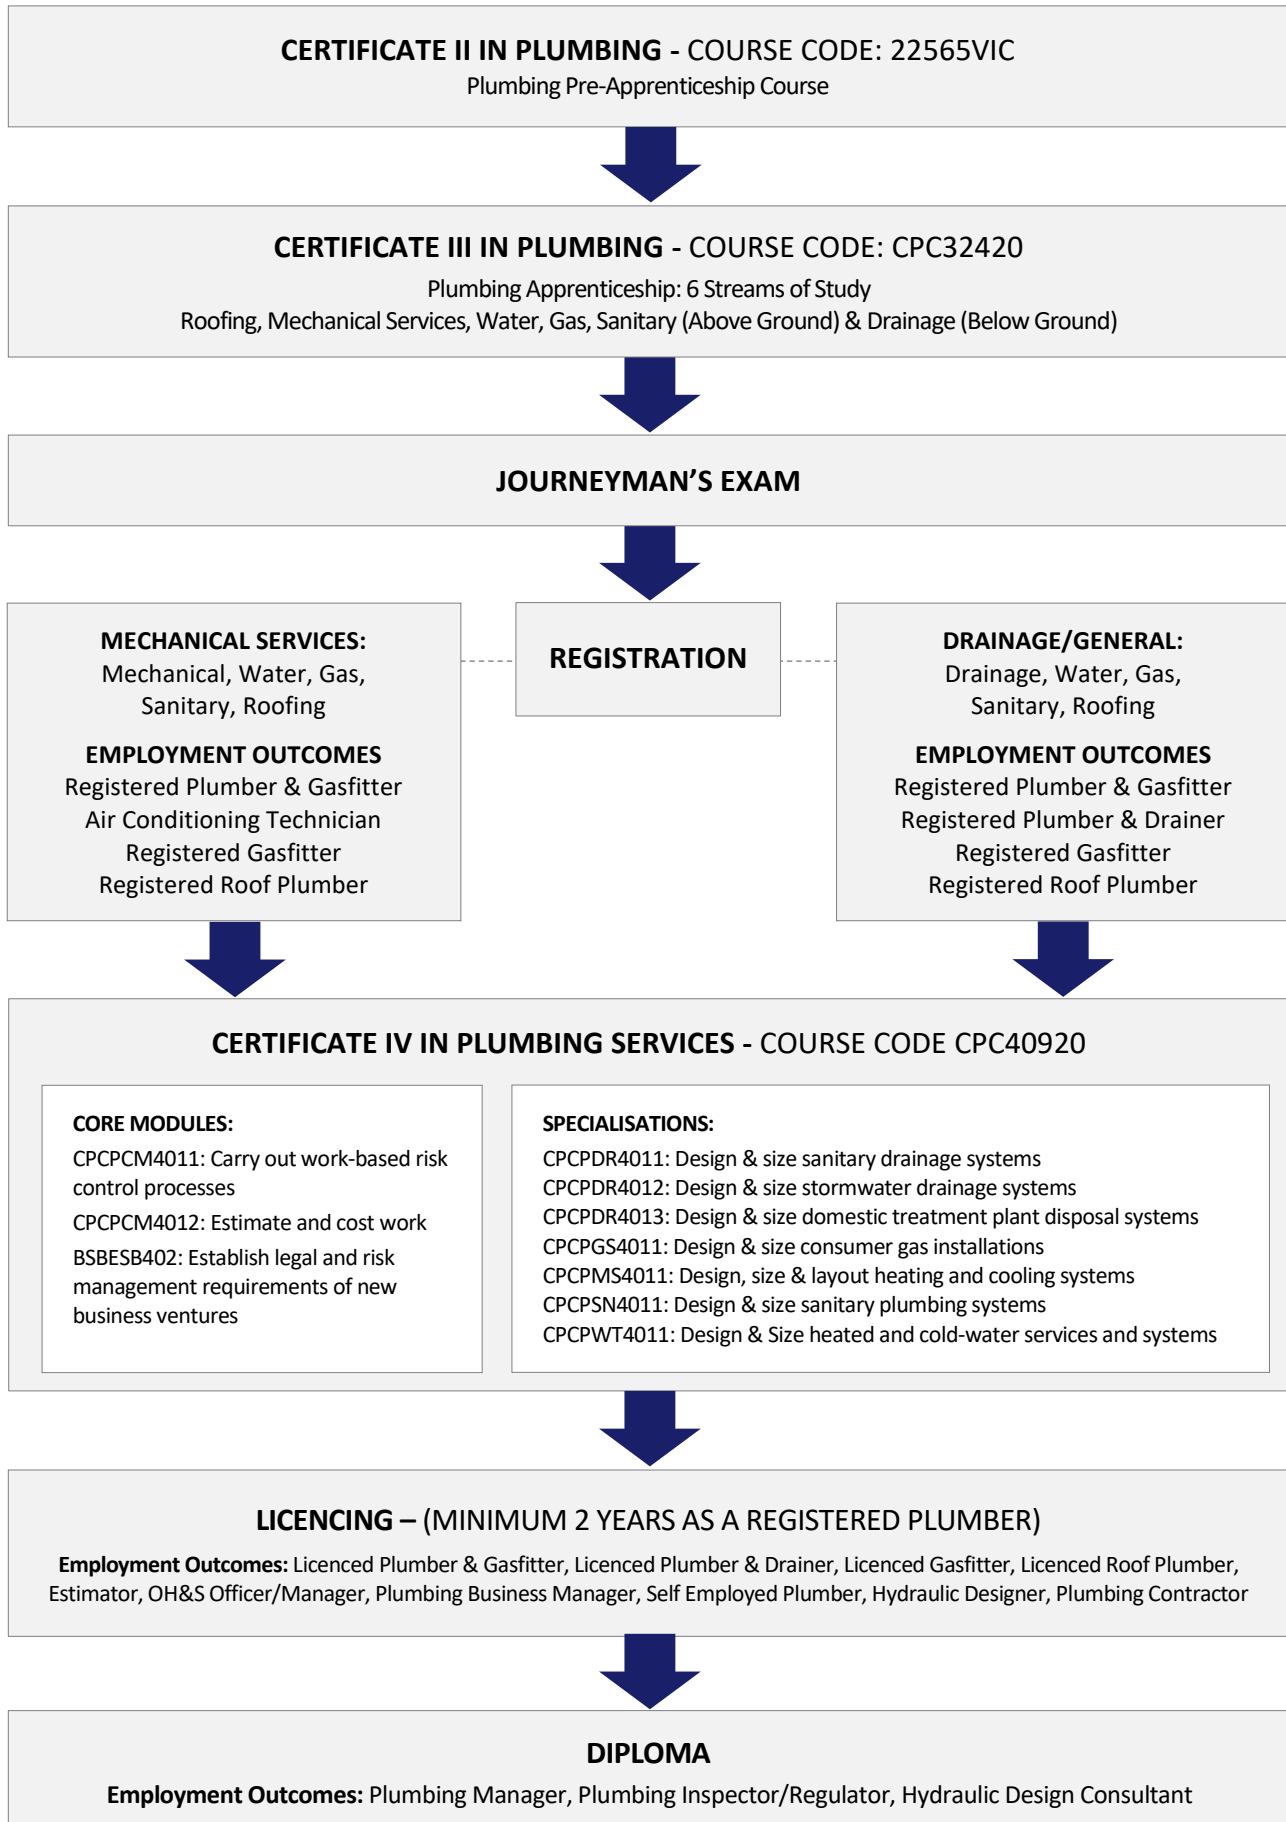 CERTIFICATE II IN PLUMBING - COURSE CODE: 22565VIC
Plumbing Pre-Apprenticeship Course
CERTIFICATE III IN PLUMBING - COURSE CODE: CPC32420
Plumbing Apprenticeship: 6 Streams of Study
Roofing, Mechanical Services, Water, Gas, Sanitary (Above Ground) & Drainage (Below Ground)
JOURNEYMAN’S EXAM
REGISTRATION
MECHANICAL SERVICES:
Mechanical, Water, Gas,
Sanitary, Roofing
EMPLOYMENT OUTCOMES
Registered Plumber & Gasfitter
Air Conditioning Technician
Registered Gasfitter
Registered Roof Plumber
DRAINAGE/GENERAL:
Drainage, Water, Gas,
Sanitary, Roofing
EMPLOYMENT OUTCOMES
Registered Plumber & Gasfitter
Registered Plumber & Drainer
Registered Gasfitter
Registered Roof Plumber
CERTIFICATE IV IN PLUMBING SERVICES - COURSE CODE CPC40920
CORE MODULES:
CPCPCM4011: Carry out work-based risk
control processes
CPCPCM4012: Estimate and cost work
BSBESB402: Establish legal and risk
management requirements of new
business ventures
SPECIALISATIONS:
CPCPDR4011: Design & size sanitary drainage systems
CPCPDR4012: Design & size stormwater drainage systems
CPCPDR4013: Design & size domestic treatment plant disposal systems
CPCPGS4011: Design & size consumer gas installations
CPCPMS4011: Design, size & layout heating and cooling systems
CPCPSN4011: Design & size sanitary plumbing systems
CPCPWT4011: Design & Size heated and cold-water services and systems
LICENCING – (MINIMUM 2 YEARS AS A REGISTERED PLUMBER)
Employment Outcomes: Licenced Plumber & Gasfitter, Licenced Plumber & Drainer, Licenced Gasfitter, Licenced Roof Plumber,
Estimator, OH&S Officer/Manager, Plumbing Business Manager, Self Employed Plumber, Hydraulic Designer, Plumbing Contractor
DIPLOMA
Employment Outcomes: Plumbing Manager, Plumbing Inspector/Regulator, Hydraulic Design Consultant